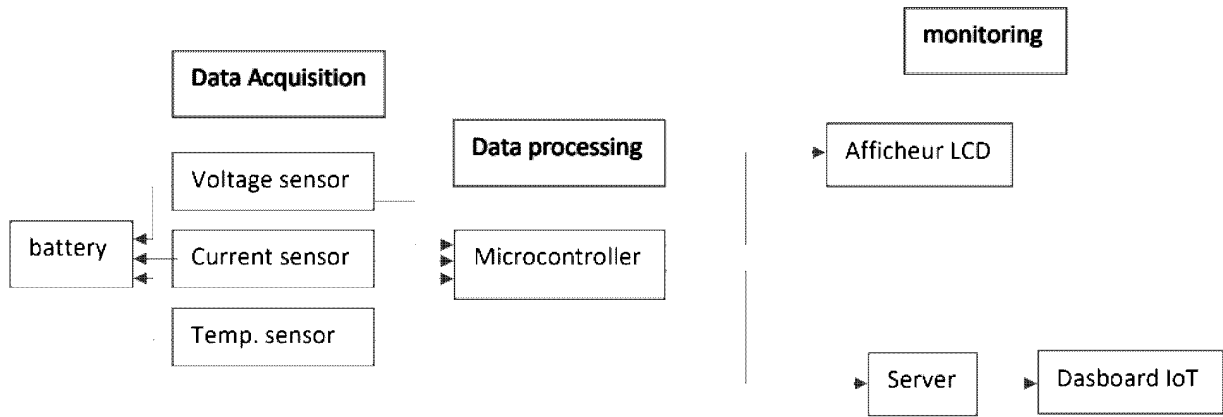 monitoring
Data Acquisition
Data processing
Afficheur LCD
Voltage sensor
battery
Current sensor
Microcontroller
Temp. sensor
Server
Dasboard IoT